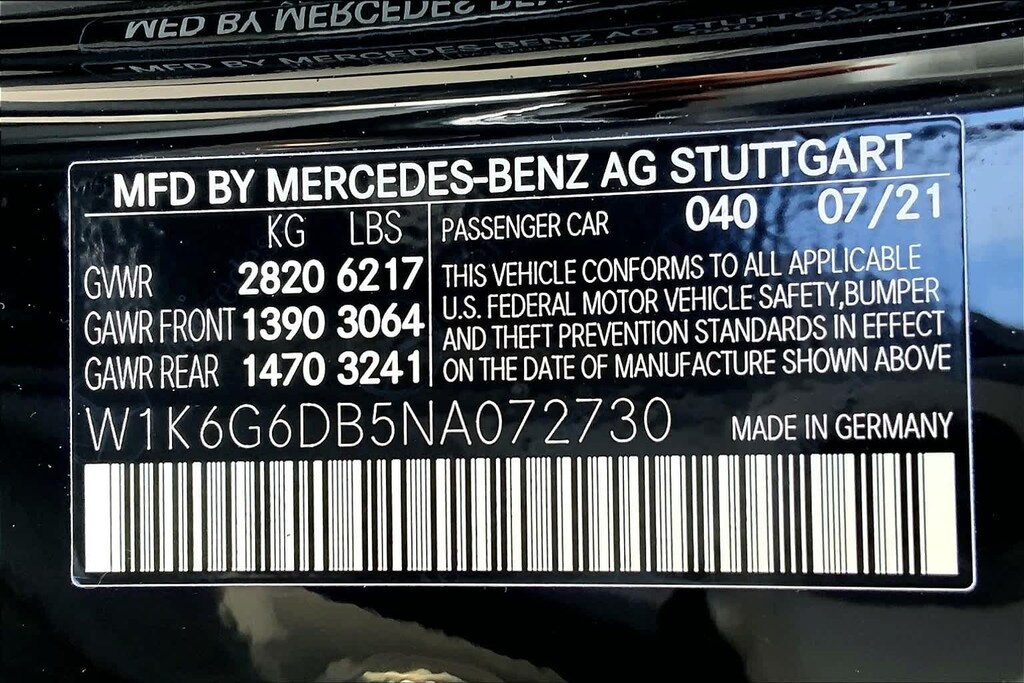 MFD BY MERCEDES
MFD BY MERCEDES-BENZ AG STUTTGART
MFD BY MERCEDES-BENZ AG STUTTGART
KG LBS
PASSENGER CAR 040 07/21
GVWR 2820 6217
GAWR FRONT 1390 3064
GAWR REAR 1470 3241
THIS VEHICLE CONFORMS TO ALL APPLICABLE
U.S. FEDERAL MOTOR VEHICLE SAFETY,BUMPER
AND THEFT PREVENTION STANDARDS IN EFFECT
ON THE DATE OF MANUFACTURE SHOWN ABOVE
W1K6G6DB5NA072730 MADE IN GERMANY